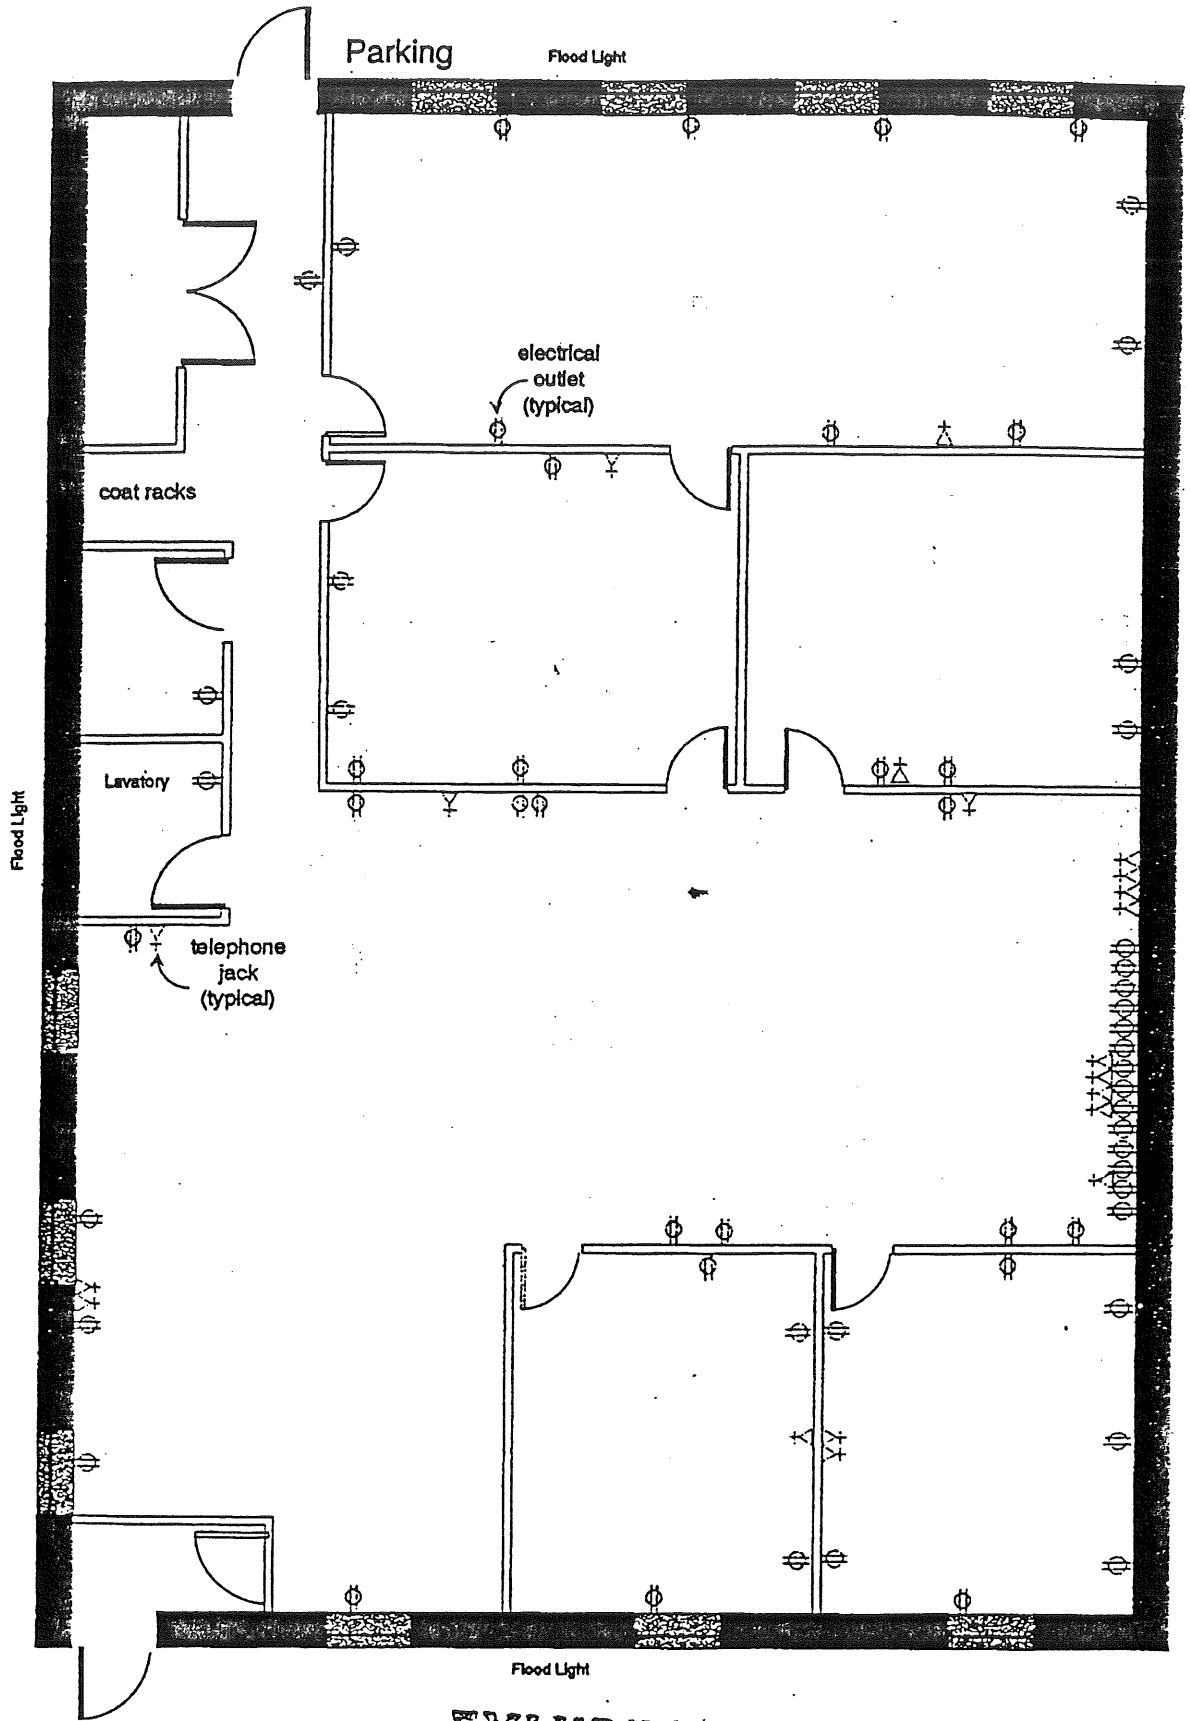 Parking
Flood Light
electrical
outlet
(typical)
coat racks
Lavatory
Flood Light
telephone
jack
(typical)
Flood Light